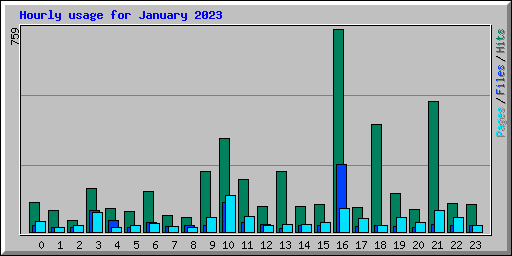 Hourly usage for January 2023
759
Pages / Files / Hits
0 1 2 3 4 5 6 7 8 9 10 11 12 13 14 15 16 17 18 19 20 21 22 23